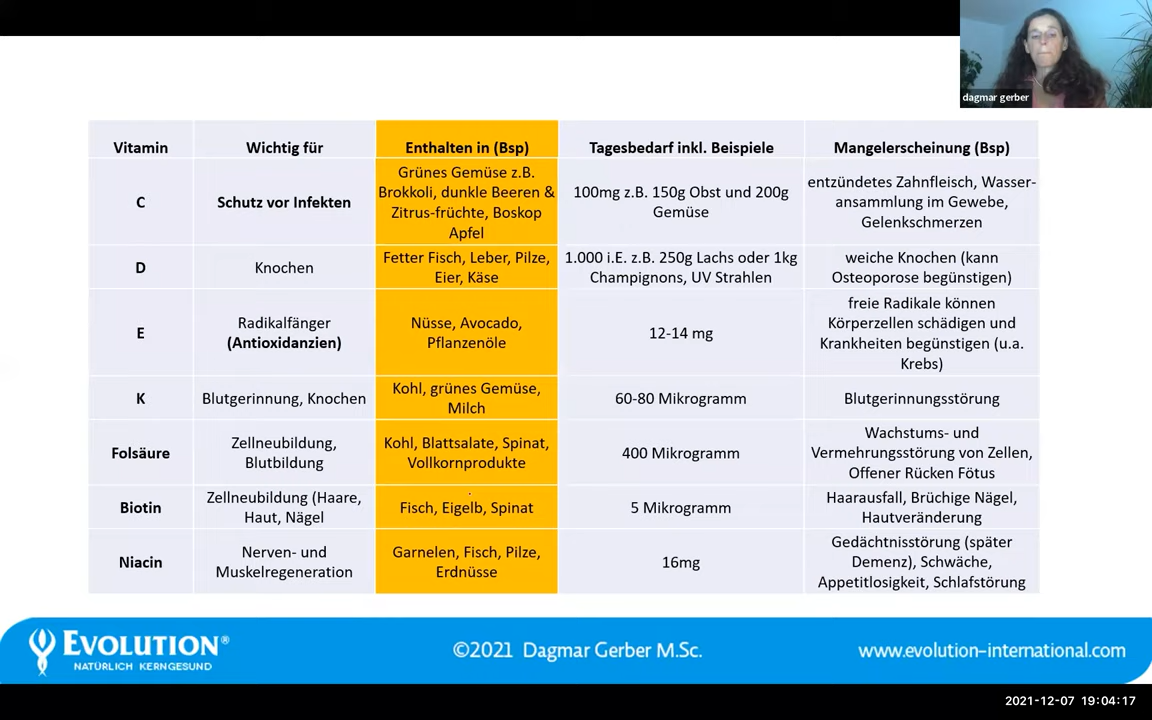 dagmar gerber
Vitamin
Wichtig für
Enthalten in (Bsp)
Tagesbedarf inkl. Beispiele
Mangelerscheinung (Bsp)
C
Schutz vor Infekten
Grünes Gemüse z.B.
Brokkoli, dunkle Beeren &
Zitrus-früchte, Boskop
Apfel
100mg z.B. 150g Obst und 200g
Gemüse
entzündetes Zahnfleisch, Wasser-
ansammlung im Gewebe,
Gelenkschmerzen
D
Knochen
Fetter Fisch, Leber, Pilze,
Eier, Käse
1.000 i.E. z.B. 250g Lachs oder 1kg
Champignons, UV Strahlen
weiche Knochen (kann
Osteoporose begünstigen)
E
Radikalfänger
(Antioxidanzien)
Nüsse, Avocado,
Pflanzenöle
12-14 mg
freie Radikale können
Körperzellen schädigen und
Krankheiten begünstigen (u.a.
Krebs)
K
Blutgerinnung, Knochen
Kohl, grünes Gemüse,
Milch
60-80 Mikrogramm
Blutgerinnungsstörung
Folsäure
Zellneubildung,
Blutbildung
Kohl, Blattsalate, Spinat,
Vollkornprodukte
400 Mikrogramm
Wachstums- und
Vermehrungsstörung von Zellen,
Offener Rücken Fötus
Biotin
Zellneubildung (Haare,
Haut, Nägel
Fisch, Eigelb, Spinat
5 Mikrogramm
Haarausfall, Brüchige Nägel,
Hautveränderung
Niacin
Nerven- und
Muskelregeneration
Garnelen, Fisch, Pilze,
Erdnüsse
16mg
Gedächtnisstörung (später
Demenz), Schwäche,
Appetitlosigkeit, Schlafstörung
EVOLUTION®
NATÜRLICH KERNGESUND
©2021 Dagmar Gerber M.Sc.
www.evolution-international.com
2021-12-07 19:04:17